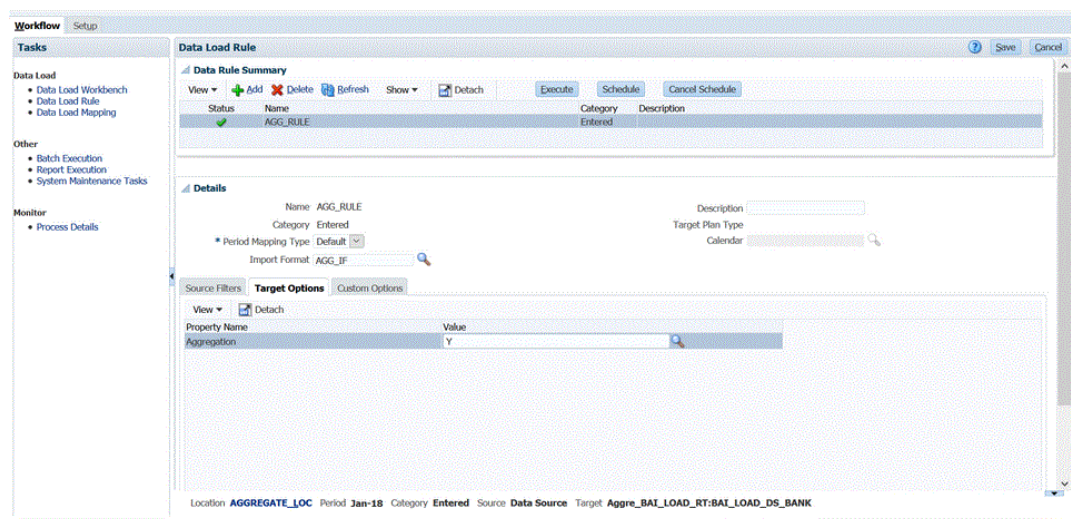 Workflow Setup
Tasks
Data Load
Data Load Workbench
Data Load Rule
Data Load Mapping
Other
Batch Execution
Report Execution
System Maintenance Tasks
Monitor
Process Details
Data Load Rule ? Save Cancel
Data Rule Summary
View Add Delete Refresh Show Detach Execute Schedule Cancel Schedule
Status Name Category Description
AGG_RULE Entered
Details
Name AGG_RULE Description
Category Entered Target Plan Type
* Period Mapping Type Default Calendar
Import Format AGG_IF
Source Filters Target Options Custom Options
View Detach
Property Name Value
Aggregation Y
Location AGGREGATE_LOC Period Jan-18 Category Entered Source Data Source Target Aggre_BAI_LOAD_RT:BAI_LOAD_DS_BANK